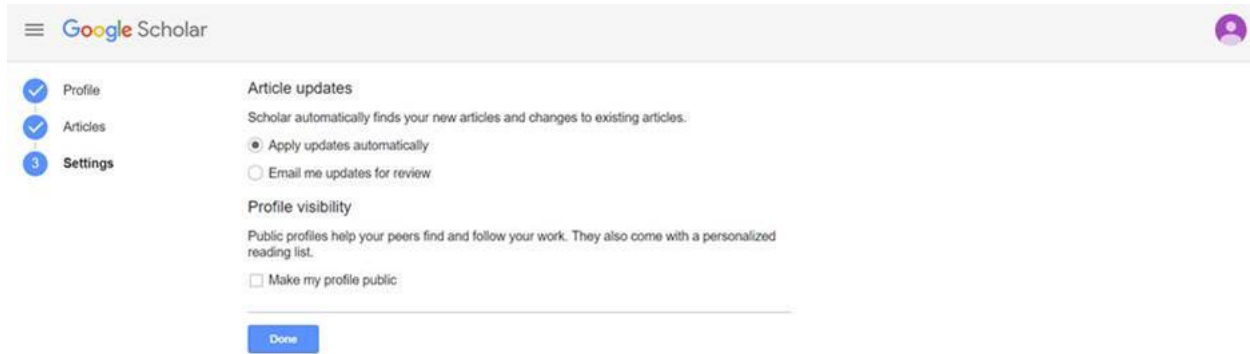 Google Scholar
Profile
Articles
3 Settings
Article updates
Scholar automatically finds your new articles and changes to existing articles.
Apply updates automatically
Email me updates for review
Profile visibility
Public profiles help your peers find and follow your work. They also come with a personalized
reading list.
Make my profile public
Done